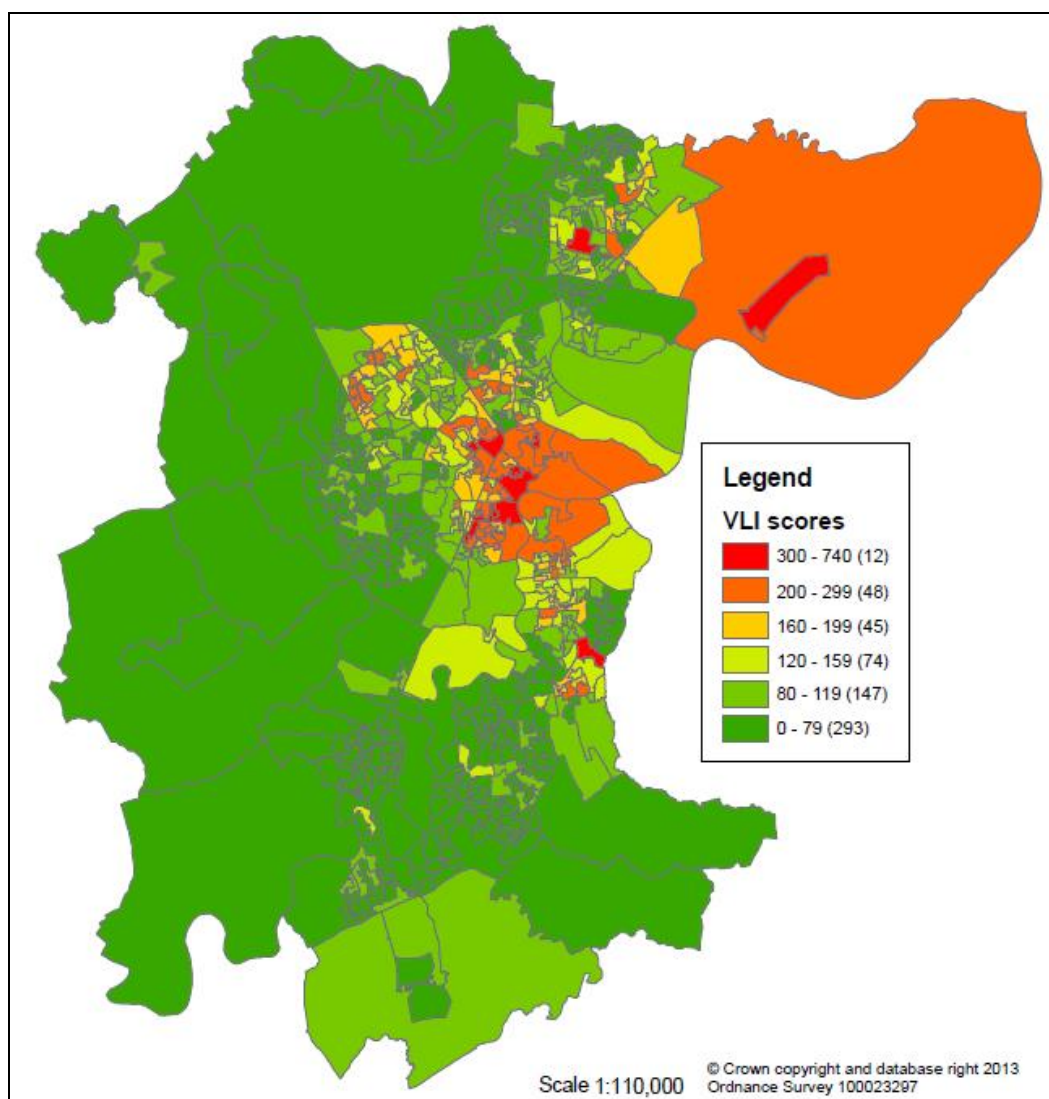 Legend
VLI scores
300 - 740 (12)
200 - 299 (48)
160 - 199 (45)
120 - 159 (74)
80 - 119 (147)
0 - 79 (293)
Scale 1:110,000
© Crown copyright and database right 2013
Ordnance Survey 100023297